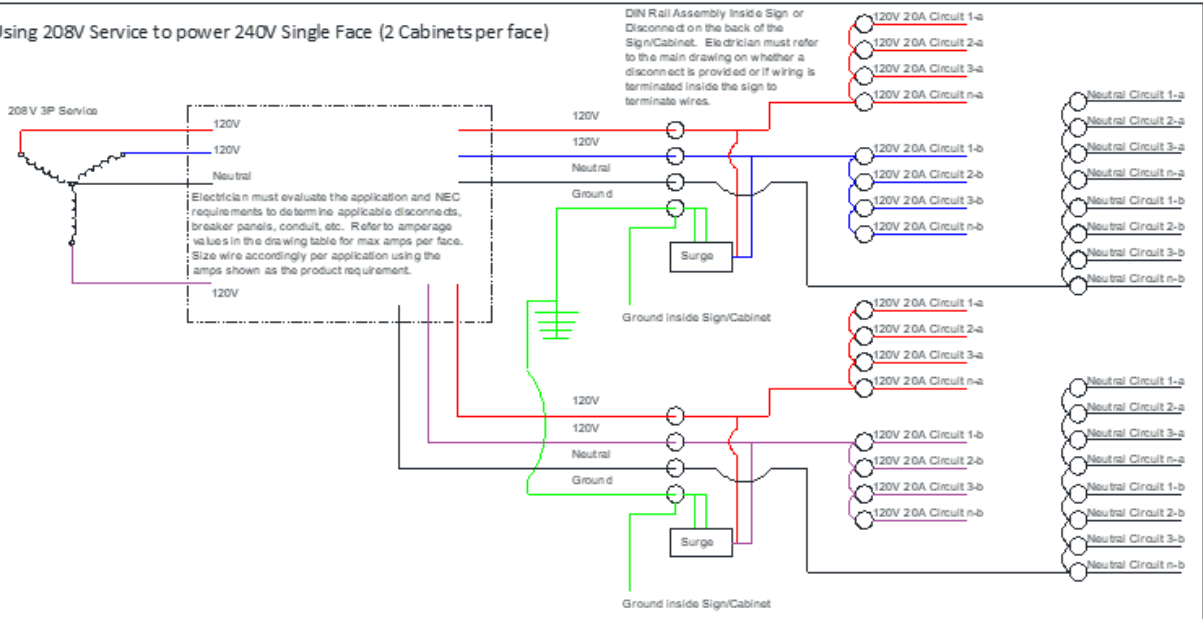 Using 208V Service to power 240V Single Face (2 Cabinets per face)
DIN Rail Assembly Inside Sign or
Disconnect on the back of the
Sign/Cabinet. Electrician must refer
to the main drawing on whether a
disconnect is provided or if wiring is
terminated inside the sign to
terminate wires.
208V 3P Service
120V
120V
Neutral
Electrician must evaluate the application and NEC
requirements to determine applicable disconnects,
breaker panels, conduit, etc. Refer to amperage
values in the drawing table for max amps per face.
Size wire accordingly per application using the
amps shown as the product requirement.
120V
120V
120V
Neutral
Ground
Surge
Ground inside Sign/Cabinet
120V 20A Circuit 1-a
120V 20A Circuit 2-a
120V 20A Circuit 3-a
120V 20A Circuit n-a
120V 20A Circuit 1-b
120V 20A Circuit 2-b
120V 20A Circuit 3-b
120V 20A Circuit n-b
Neutral Circuit 1-a
Neutral Circuit 2-a
Neutral Circuit 3-a
Neutral Circuit n-a
Neutral Circuit 1-b
Neutral Circuit 2-b
Neutral Circuit 3-b
Neutral Circuit n-b
120V
120V
Neutral
Ground
Surge
Ground inside Sign/Cabinet
120V 20A Circuit 1-a
120V 20A Circuit 2-a
120V 20A Circuit 3-a
120V 20A Circuit n-a
120V 20A Circuit 1-b
120V 20A Circuit 2-b
120V 20A Circuit 3-b
120V 20A Circuit n-b
Neutral Circuit 1-a
Neutral Circuit 2-a
Neutral Circuit 3-a
Neutral Circuit n-a
Neutral Circuit 1-b
Neutral Circuit 2-b
Neutral Circuit 3-b
Neutral Circuit n-b